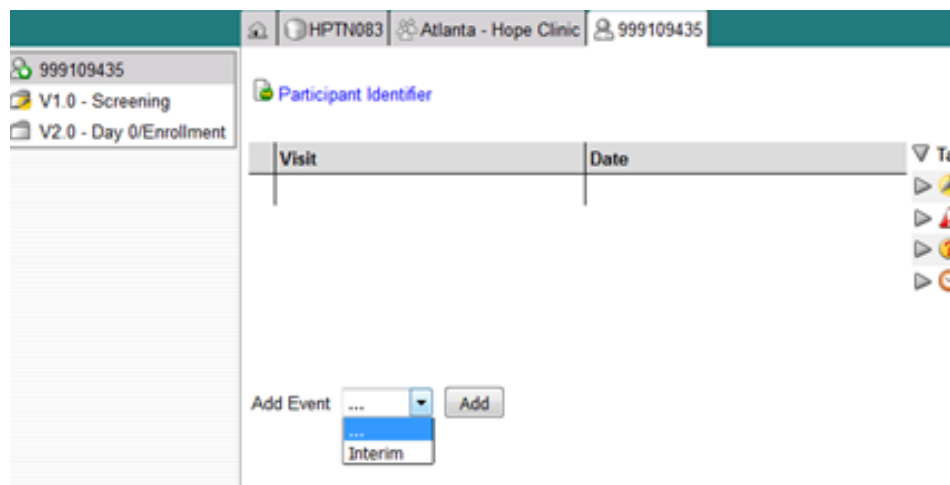 HPTN083 Atlanta - Hope Clinic 999109435
999109435
V1.0 - Screening
V2.0 - Day 0/Enrollment
Participant Identifier
Visit Date
Add Event ... Add
...
Interim